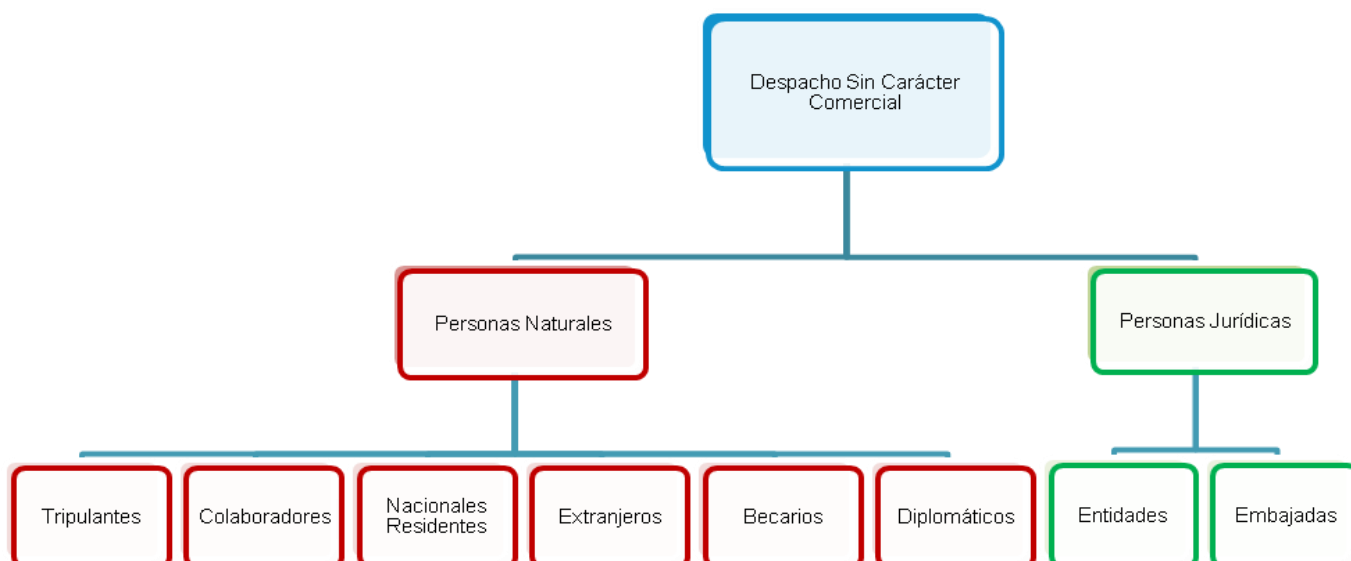 Despacho Sin Carácter
Comercial
Personas Naturales
Personas Jurídicas
Tripulantes
Colaboradores
Nacionales
Residentes
Extranjeros
Becarios
Diplomáticos
Entidades
Embajadas